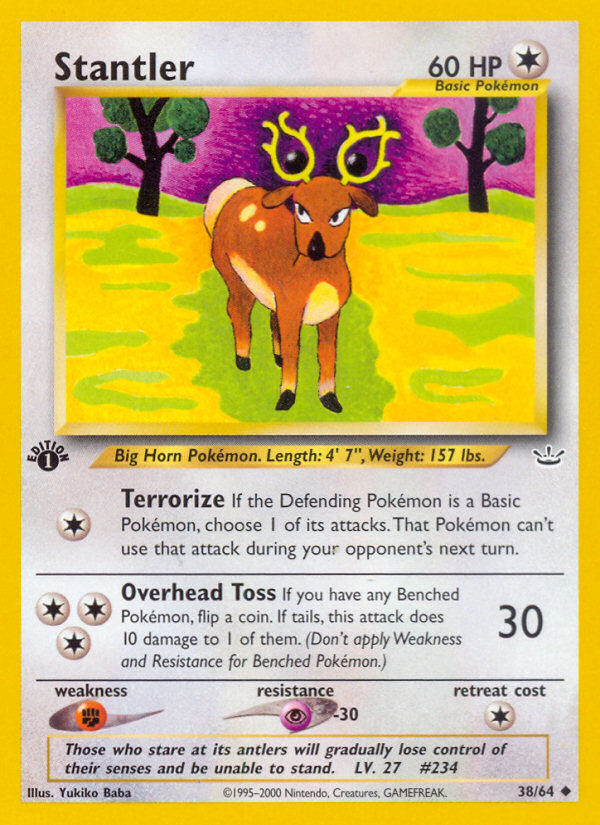 Stantler
60 HP
Basic Pokémon
EDITION
1
Big Horn Pokémon. Length: 4' 7", Weight: 157 lbs.
Terrorize If the Defending Pokémon is a Basic
Pokémon, choose 1 of its attacks. That Pokémon can't
use that attack during your opponent's next turn.
Overhead Toss If you have any Benched
Pokémon, flip a coin. If tails, this attack does
10 damage to 1 of them. (Don't apply Weakness
and Resistance for Benched Pokémon.)
30
weakness
resistance
retreat cost
-30
Those who stare at its antlers will gradually lose control of
their senses and be unable to stand. LV. 27 #234
Illus. Yukiko Baba
©1995–2000 Nintendo, Creatures, GAMEFREAK.
38/64